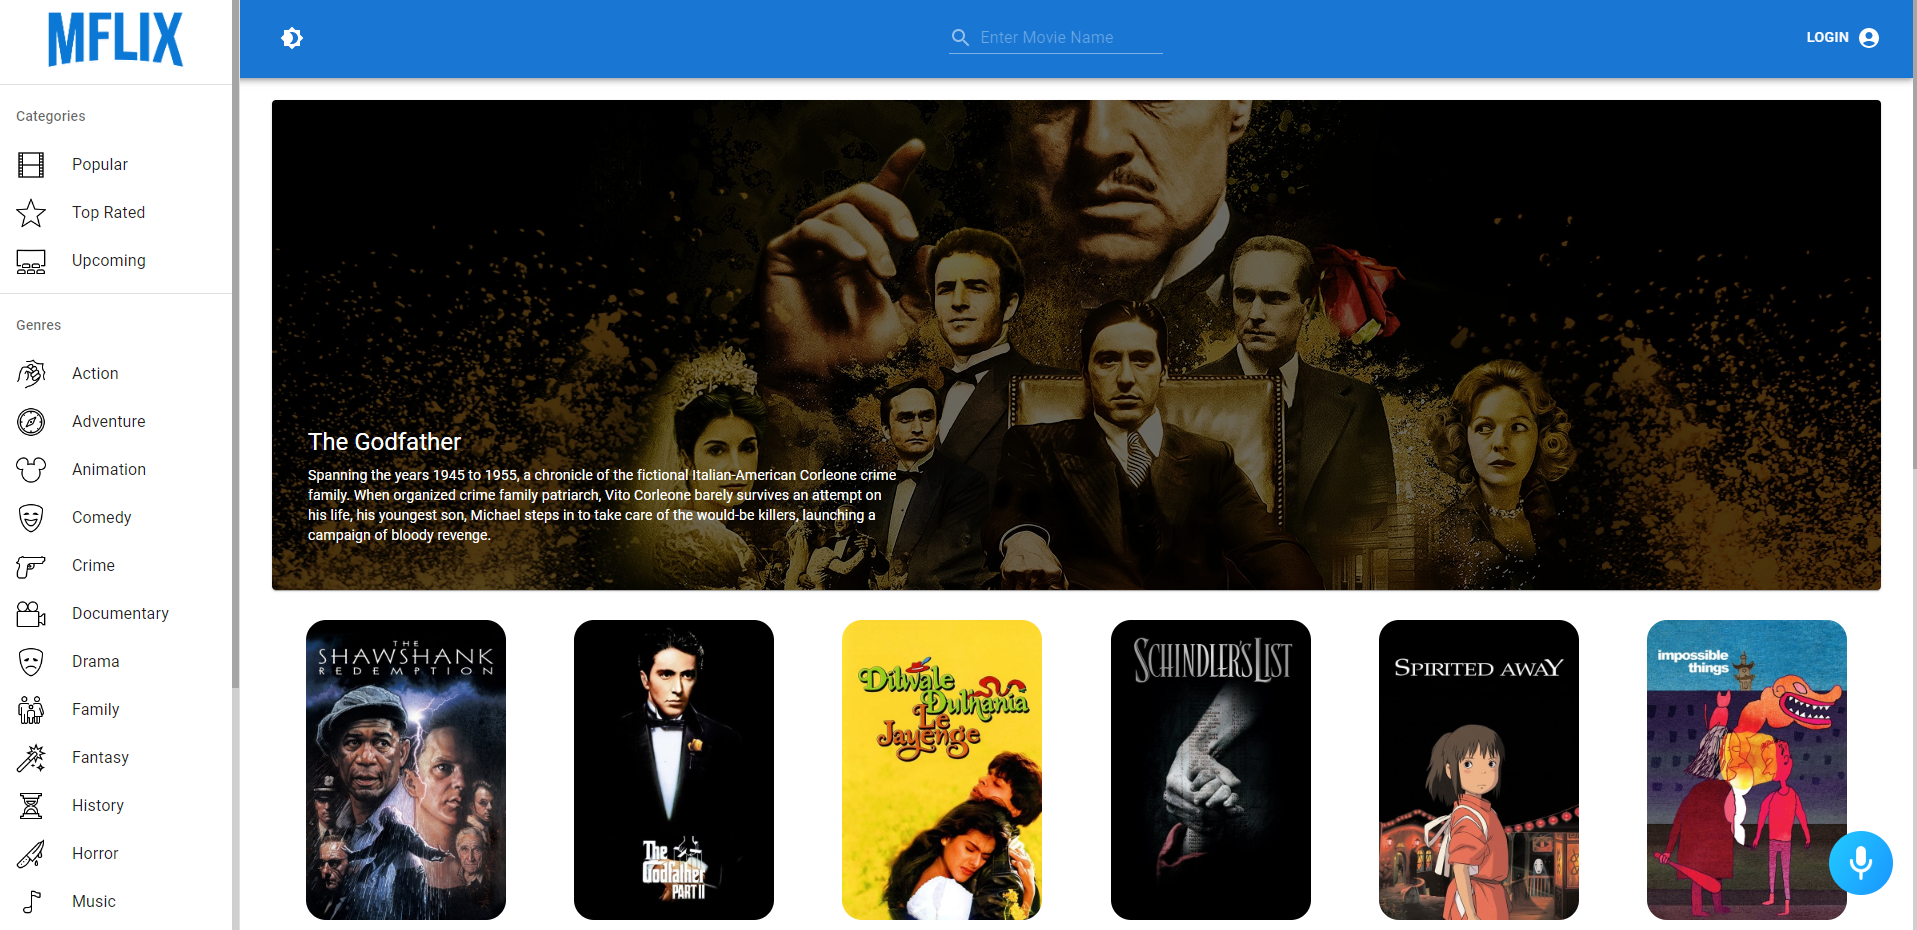 MFLIX
Enter Movie Name
LOGIN
Categories
Popular
Top Rated
Upcoming
Genres
Action
Adventure
Animation
Comedy
Crime
Documentary
Drama
Family
Fantasy
History
Horror
Music
The Godfather
Spanning the years 1945 to 1955, a chronicle of the fictional Italian-American Corleone crime
family. When organized crime family patriarch, Vito Corleone barely survives an attempt on
his life, his youngest son, Michael steps in to take care of the would-be killers, launching a
campaign of bloody revenge.
THE
SHAWSHANK
REDEMPTION
The
Godfather
PART II
Dilwale
Dulhania
Le
Jayenge
SCHINDLER'S LIST
SPIRITED AWAY
impossible
things